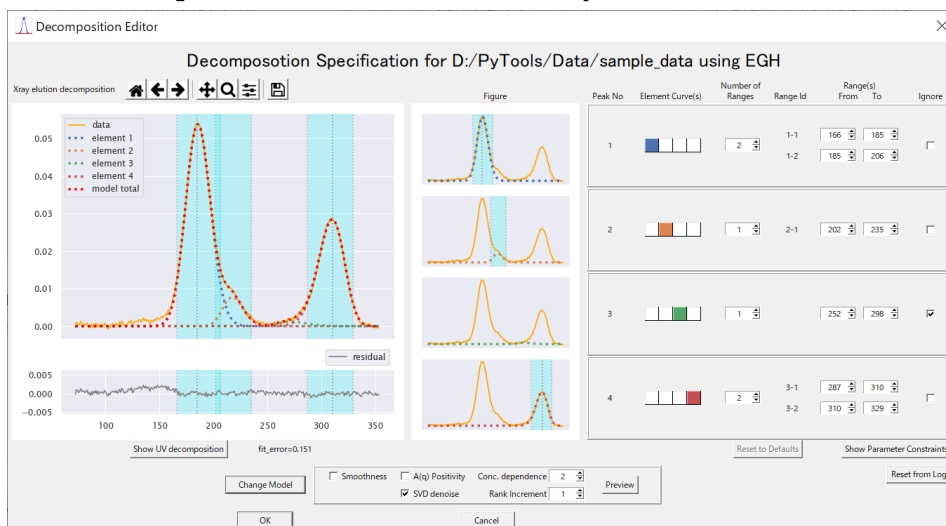 Decomposition Editor
Decomposotion Specification for D:/PyTools/Data/sample_data using EGH
Xray elution decomposition
Figure
Peak No Element Curve(s) Number of Ranges Range Id Range(s) From To Ignore
data
element 1
element 2
element 3
element 4
model total
0.05
0.04
0.03
0.02
0.01
0.00
residual
0.005
0.000
−0.005
100 150 200 250 300 350
1 2 1-1 166 185
1-2 185 206
2 1 2-1 202 235
3 1 252 298
4 2 3-1 287 310
3-2 310 329
Show UV decomposition fit_error=0.151 Reset to Defaults Show Parameter Constraints
Change Model Smoothness A(q) Positivity Conc. dependence 2 Preview Reset from Log
SVD denoise Rank Increment 1
OK Cancel